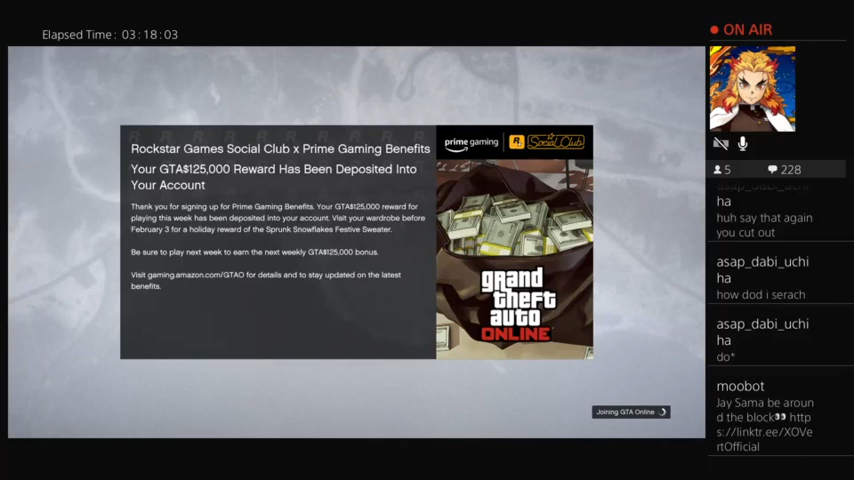 Elapsed Time: 03:18:03
ON AIR
Rockstar Games Social Club x Prime Gaming Benefits
Your GTA$125,000 Reward Has Been Deposited Into
Your Account
Thank you for signing up for Prime Gaming Benefits. Your GTA$125,000 reward for
playing this week has been deposited into your account. Visit your wardrobe before
February 3 for a holiday reward of the Sprunk Snowflakes Festive Sweater.
Be sure to play next week to earn the next weekly GTA$125,000 bonus.
Visit gaming.amazon.com/GTAO for details and to stay updated on the latest
benefits.
prime gaming
R
Social Club
grand
theft
auto
ONLINE
Joining GTA Online
5
228
asap_dabi_uchi
ha
huh say that again
you cut out
asap_dabi_uchi
ha
how dod i serach
asap_dabi_uchi
ha
do*
moobot
Jay Sama be aroun
d the block👀 http
s://linktr.ee/XOVe
rtOfficial